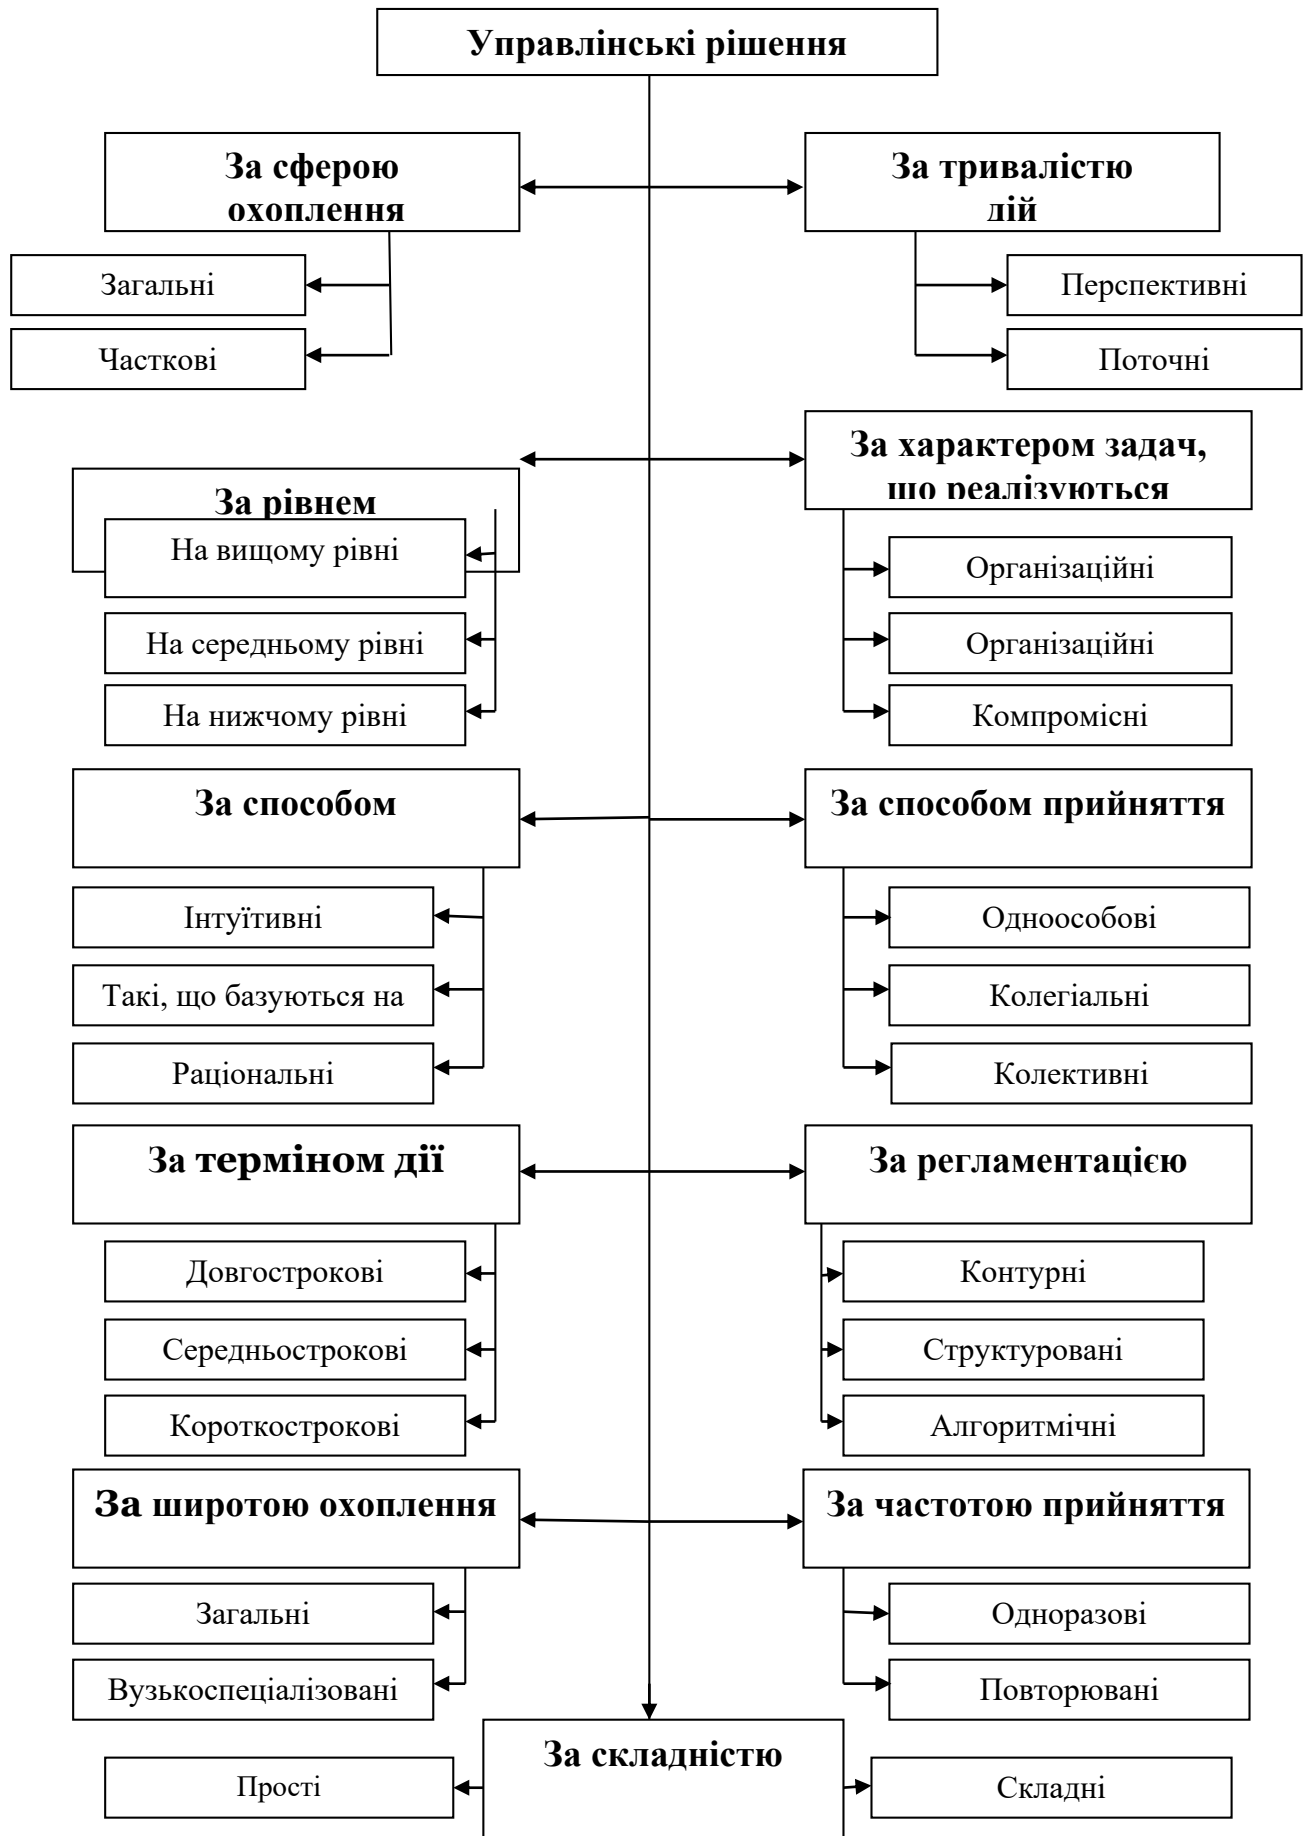 Управлінські рішення
За сферою
охоплення
За тривалістю
дій
Загальні
Перспективні
Часткові
Поточні
За рівнем
За характером задач,
що реалізуються
На вищому рівні
Організаційні
На середньому рівні
Організаційні
На нижчому рівні
Компромісні
За способом
За способом прийняття
Інтуїтивні
Одноособові
Такі, що базуються на
Колегіальні
Раціональні
Колективні
За терміном дії
За регламентацією
Довгострокові
Контурні
Середньострокові
Структуровані
Короткострокові
Алгоритмічні
За широтою охоплення
За частотою прийняття
Загальні
Одноразові
Вузькоспеціалізовані
Повторювані
За складністю
Прості
Складні